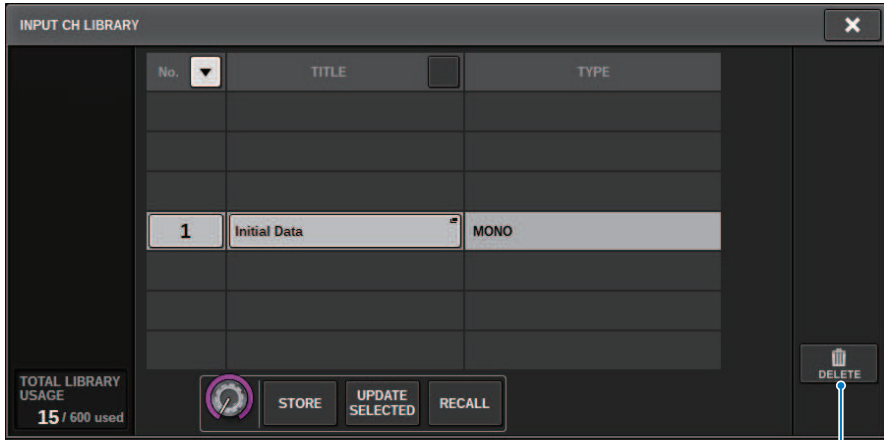 INPUT CH LIBRARY
No. TITLE TYPE
1 Initial Data MONO
DELETE
TOTAL LIBRARY
USAGE
15 / 600 used
STORE
UPDATE
SELECTED
RECALL